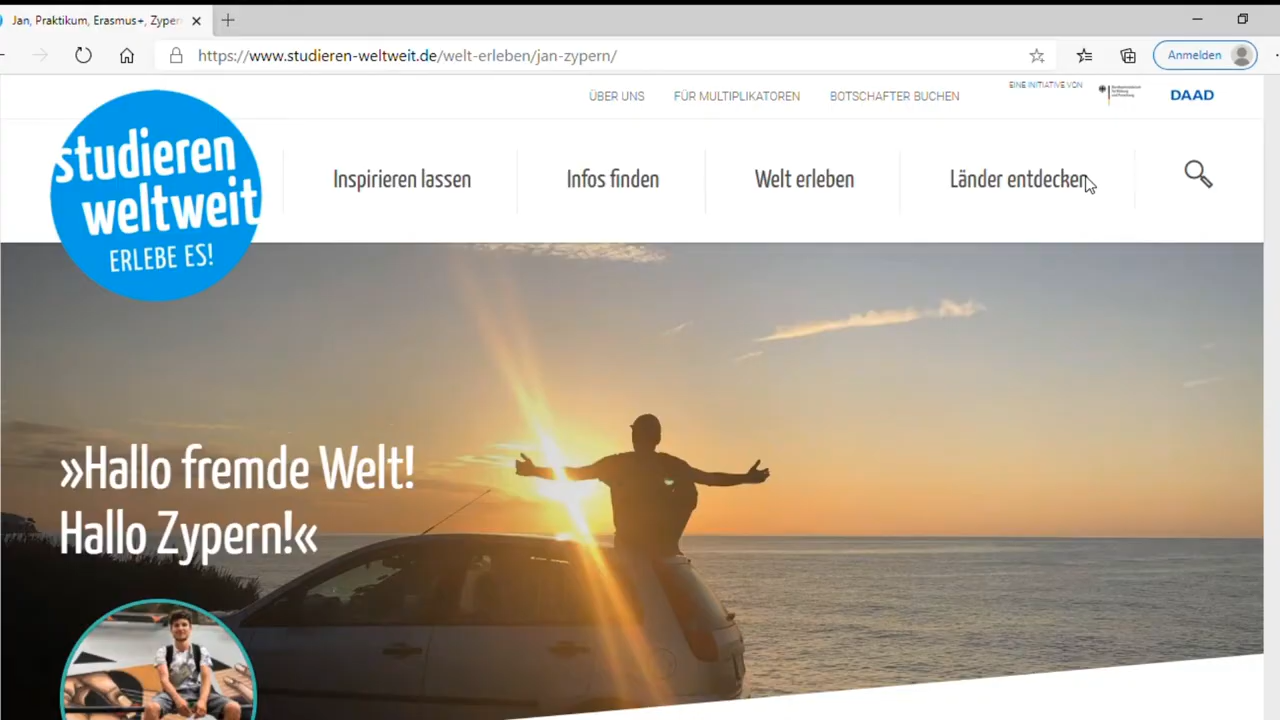 Jan, Praktikum, Erasmus+, Zyper
https://www.studieren-weltweit.de/welt-erleben/jan-zypern/
Anmelden
ÜBER UNS
FÜR MULTIPLIKATOREN
BOTSCHAFTER BUCHEN
EINE INITIATIVE VON
DAAD
studieren
weltweit
ERLEBE ES!
Inspirieren lassen
Infos finden
Welt erleben
Länder entdecken
»Hallo fremde Welt!
Hallo Zypern!«